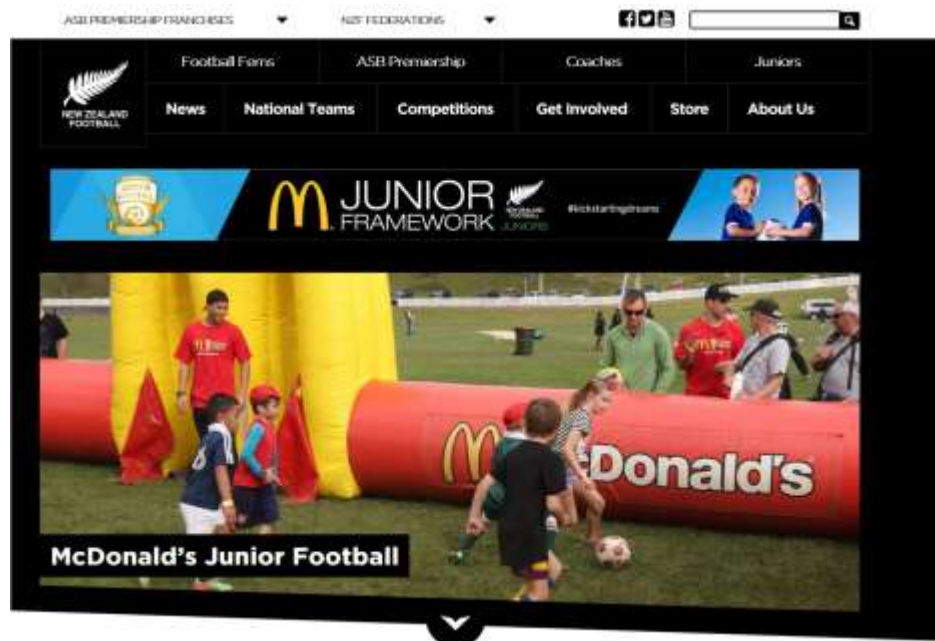 ASB PREMIERSHIP FRANCHISES
NZF FEDERATIONS
Football Ferns
ASB Premiership
Coaches
Juniors
NEW ZEALAND
FOOTBALL
News
National Teams
Competitions
Get Involved
Store
About Us
M JUNIOR
FRAMEWORK
JUNIORS
#kickstartingdreams
Donald's
McDonald's Junior Football